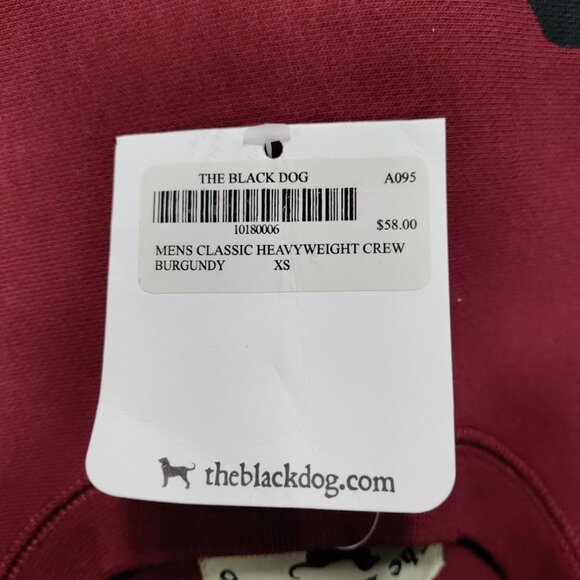 THE BLACK DOG A095
10180006 $58.00
MENS CLASSIC HEAVYWEIGHT CREW
BURGUNDY XS
theblackdog.com